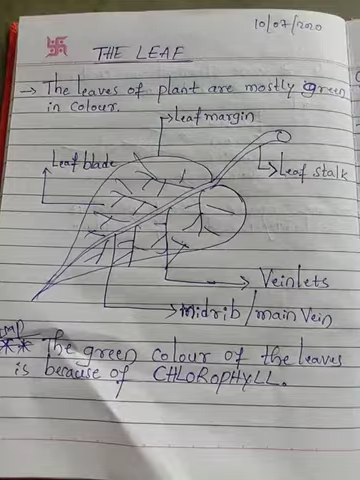 10/07/2020
THE LEAF
→ The leaves of plant are mostly green
in colour.
Leaf margin
Leaf blade
Leaf stalk
Veinlets
midrib/main Vein
Imp
** The green colour of the leaves
is because of CHLOROPHYLL.